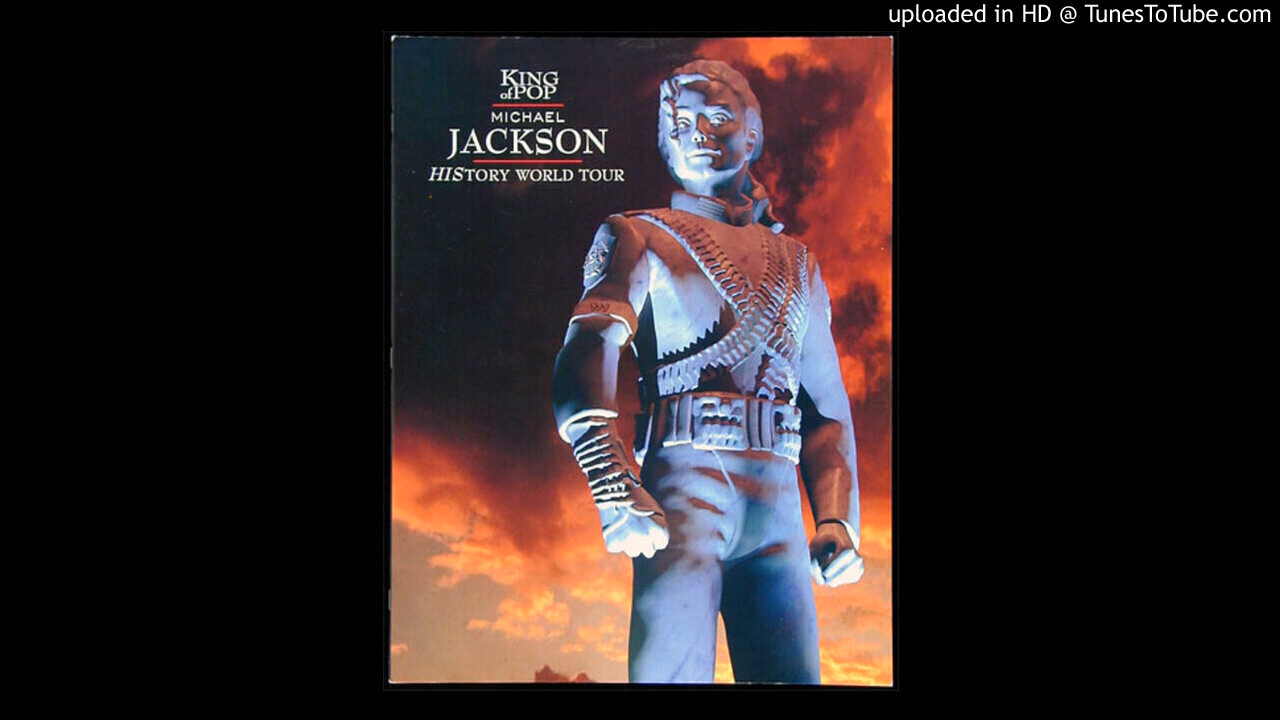 uploaded in HD @ TunesToTube.com
KING
of POP
MICHAEL
JACKSON
HISTORY WORLD TOUR